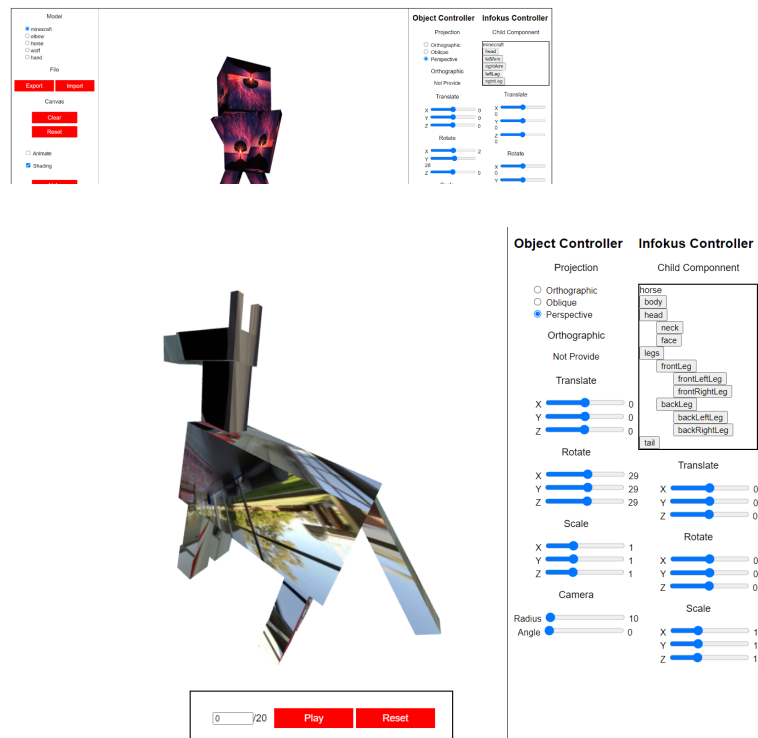 Model
minecraft
elbow
horse
wolf
hand
File
Export Import
Canvas
Clear
Reset
Animate
Shading
Object Controller
Projection
Orthographic
Oblique
Perspective
Orthographic
Not Provide
Translate
X 0
Y 0
Z 0
Rotate
X 2
Y
28
Z 0
Infokus Controller
Child Componnent
minecraft
head
leftArm
rightArm
leftLeg
rightLeg
Translate
X
0
Y
0
Z
0
Rotate
X
0
Y
Object Controller
Projection
Orthographic
Oblique
Perspective
Orthographic
Not Provide
Translate
X 0
Y 0
Z 0
Rotate
X 29
Y 29
Z 29
Scale
X 1
Y 1
Z 1
Camera
Radius 10
Angle 0
Infokus Controller
Child Componnent
horse
body
head
neck
face
legs
frontLeg
frontLeftLeg
frontRightLeg
backLeg
backLeftLeg
backRightLeg
tail
Translate
X 0
Y 0
Z 0
Rotate
X 0
Y 0
Z 0
Scale
X 1
Y 1
Z 1
0 /20 Play Reset